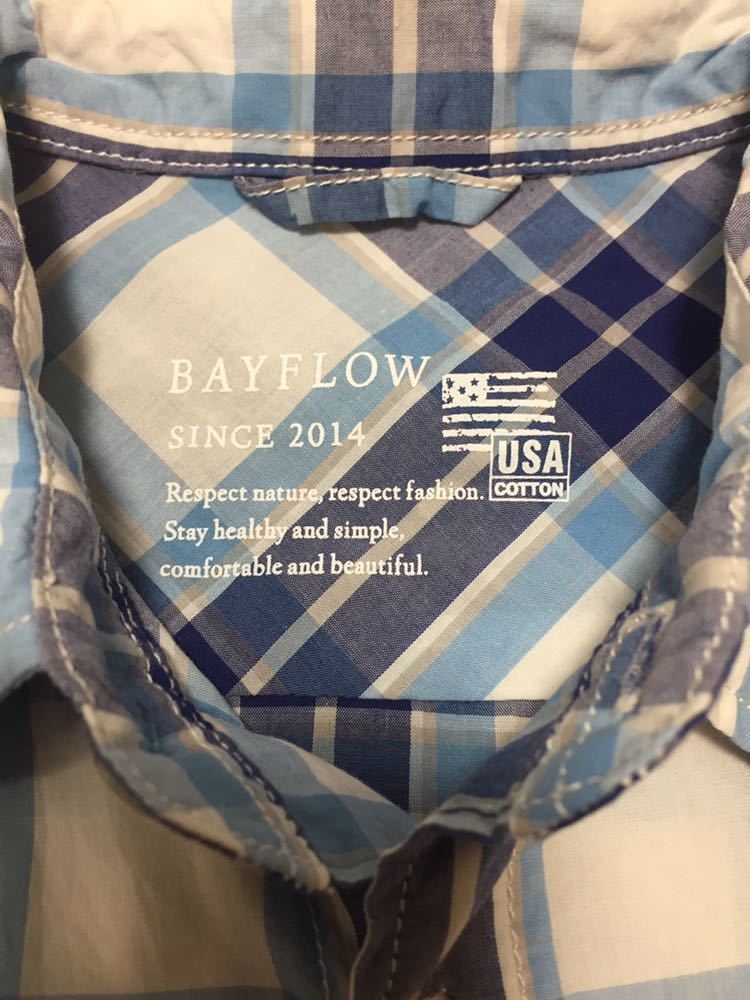 BAYFLOW
SINCE 2014
USA
COTTON
Respect nature, respect fashion.
Stay healthy and simple,
comfortable and beautiful.